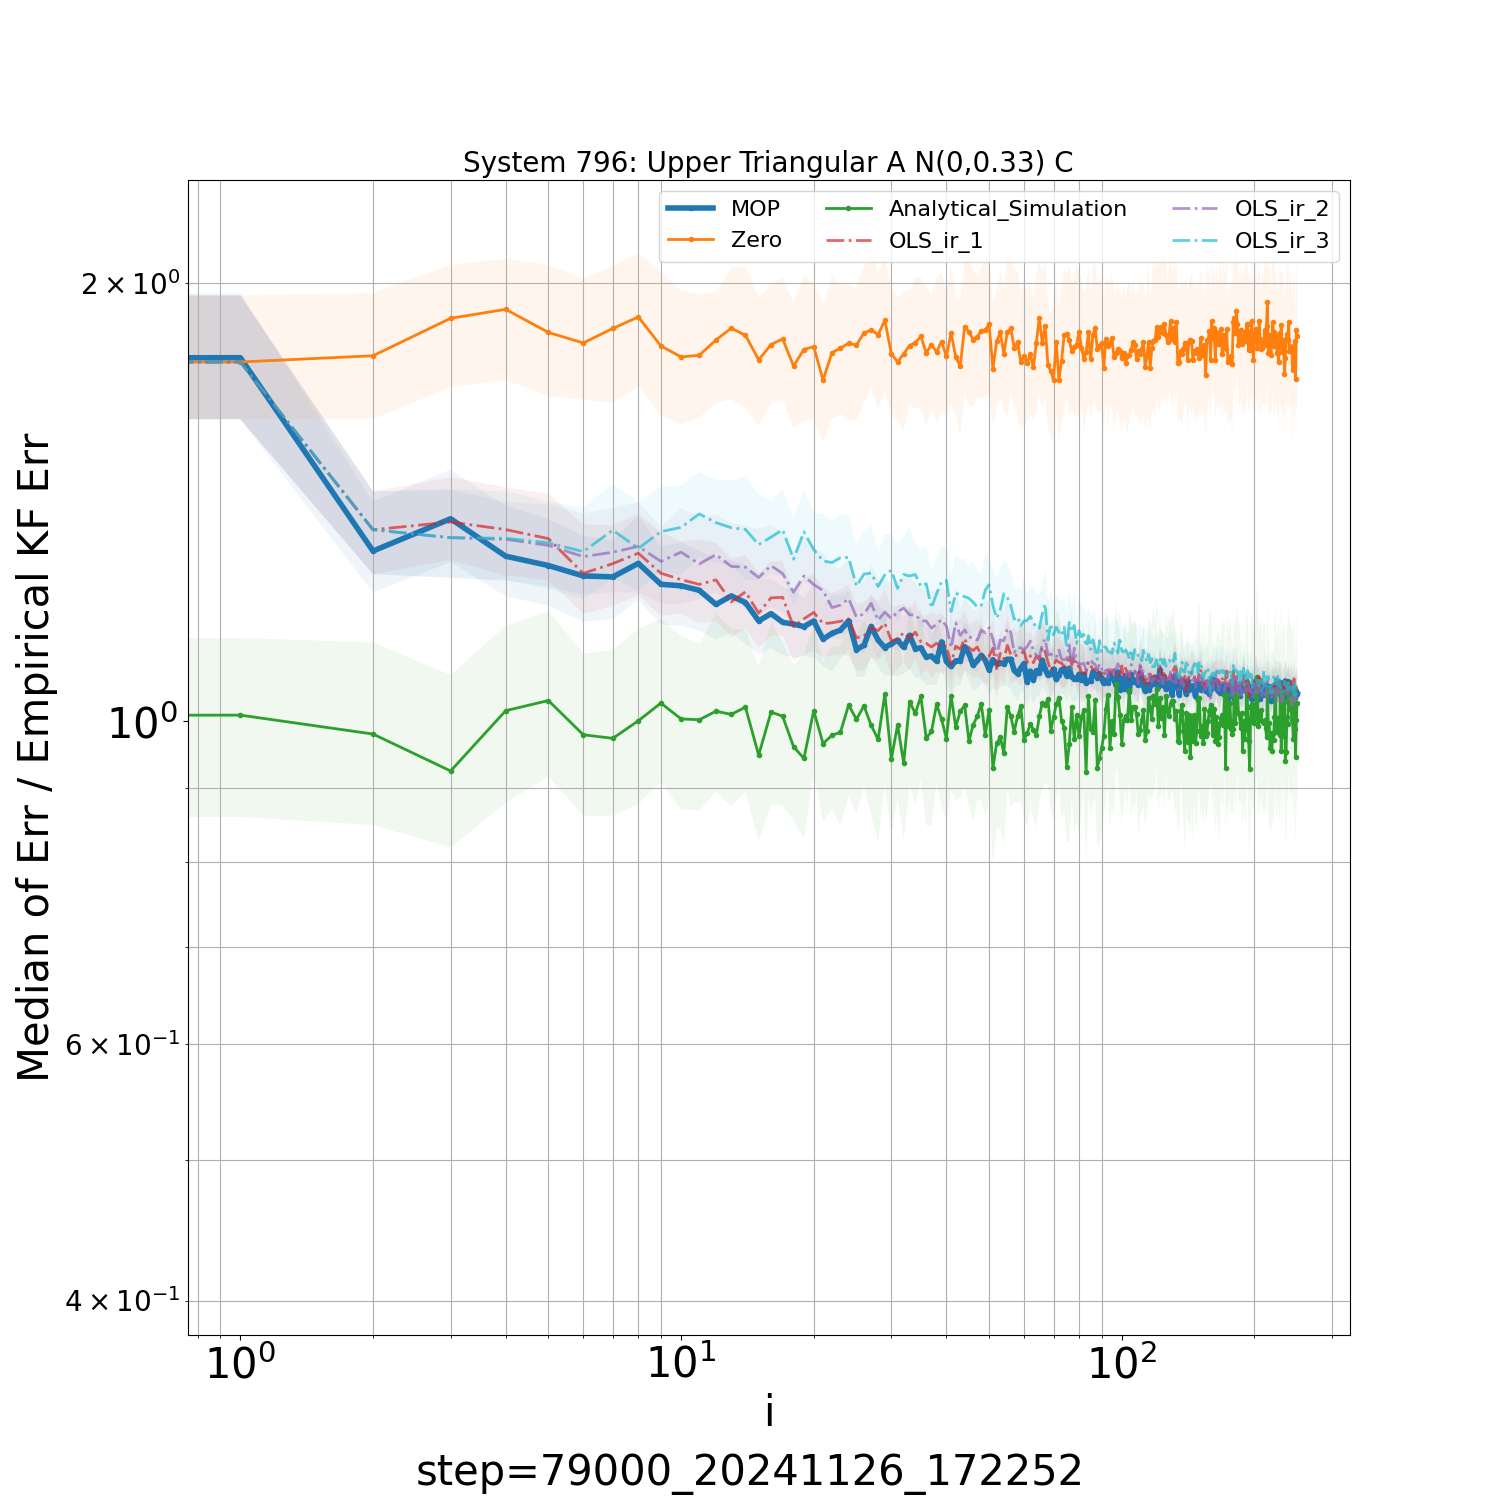 System 796: Upper Triangular A N(0,0.33) C
MOP
Zero
Analytical_Simulation
OLS_ir_1
OLS_ir_2
OLS_ir_3
Median of Err / Empirical KF Err
2 × 10⁰
10⁰
6 × 10⁻¹
4 × 10⁻¹
10⁰ 10¹ 10²
i
step=79000_20241126_172252